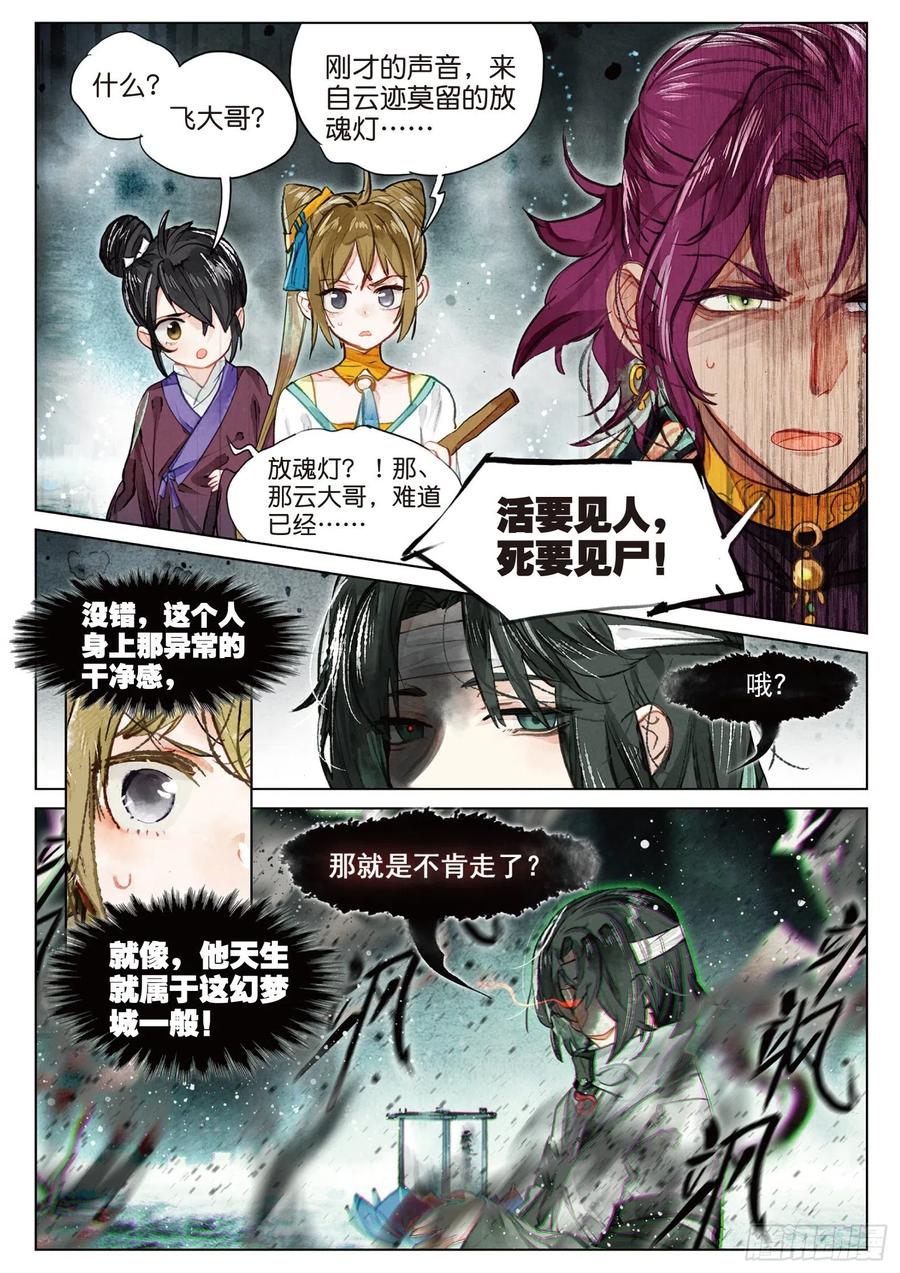 什么？
飞大哥？
刚才的声音，来
自云迹莫留的放
魂灯……
放魂灯？！那、
那云大哥，难道
已经……
活要见人，
死要见尸！
没错，这个人
身上那异常的
干净感，
哦？
那就是不肯走了？
就像，他天生
就属于这幻梦
城一般！